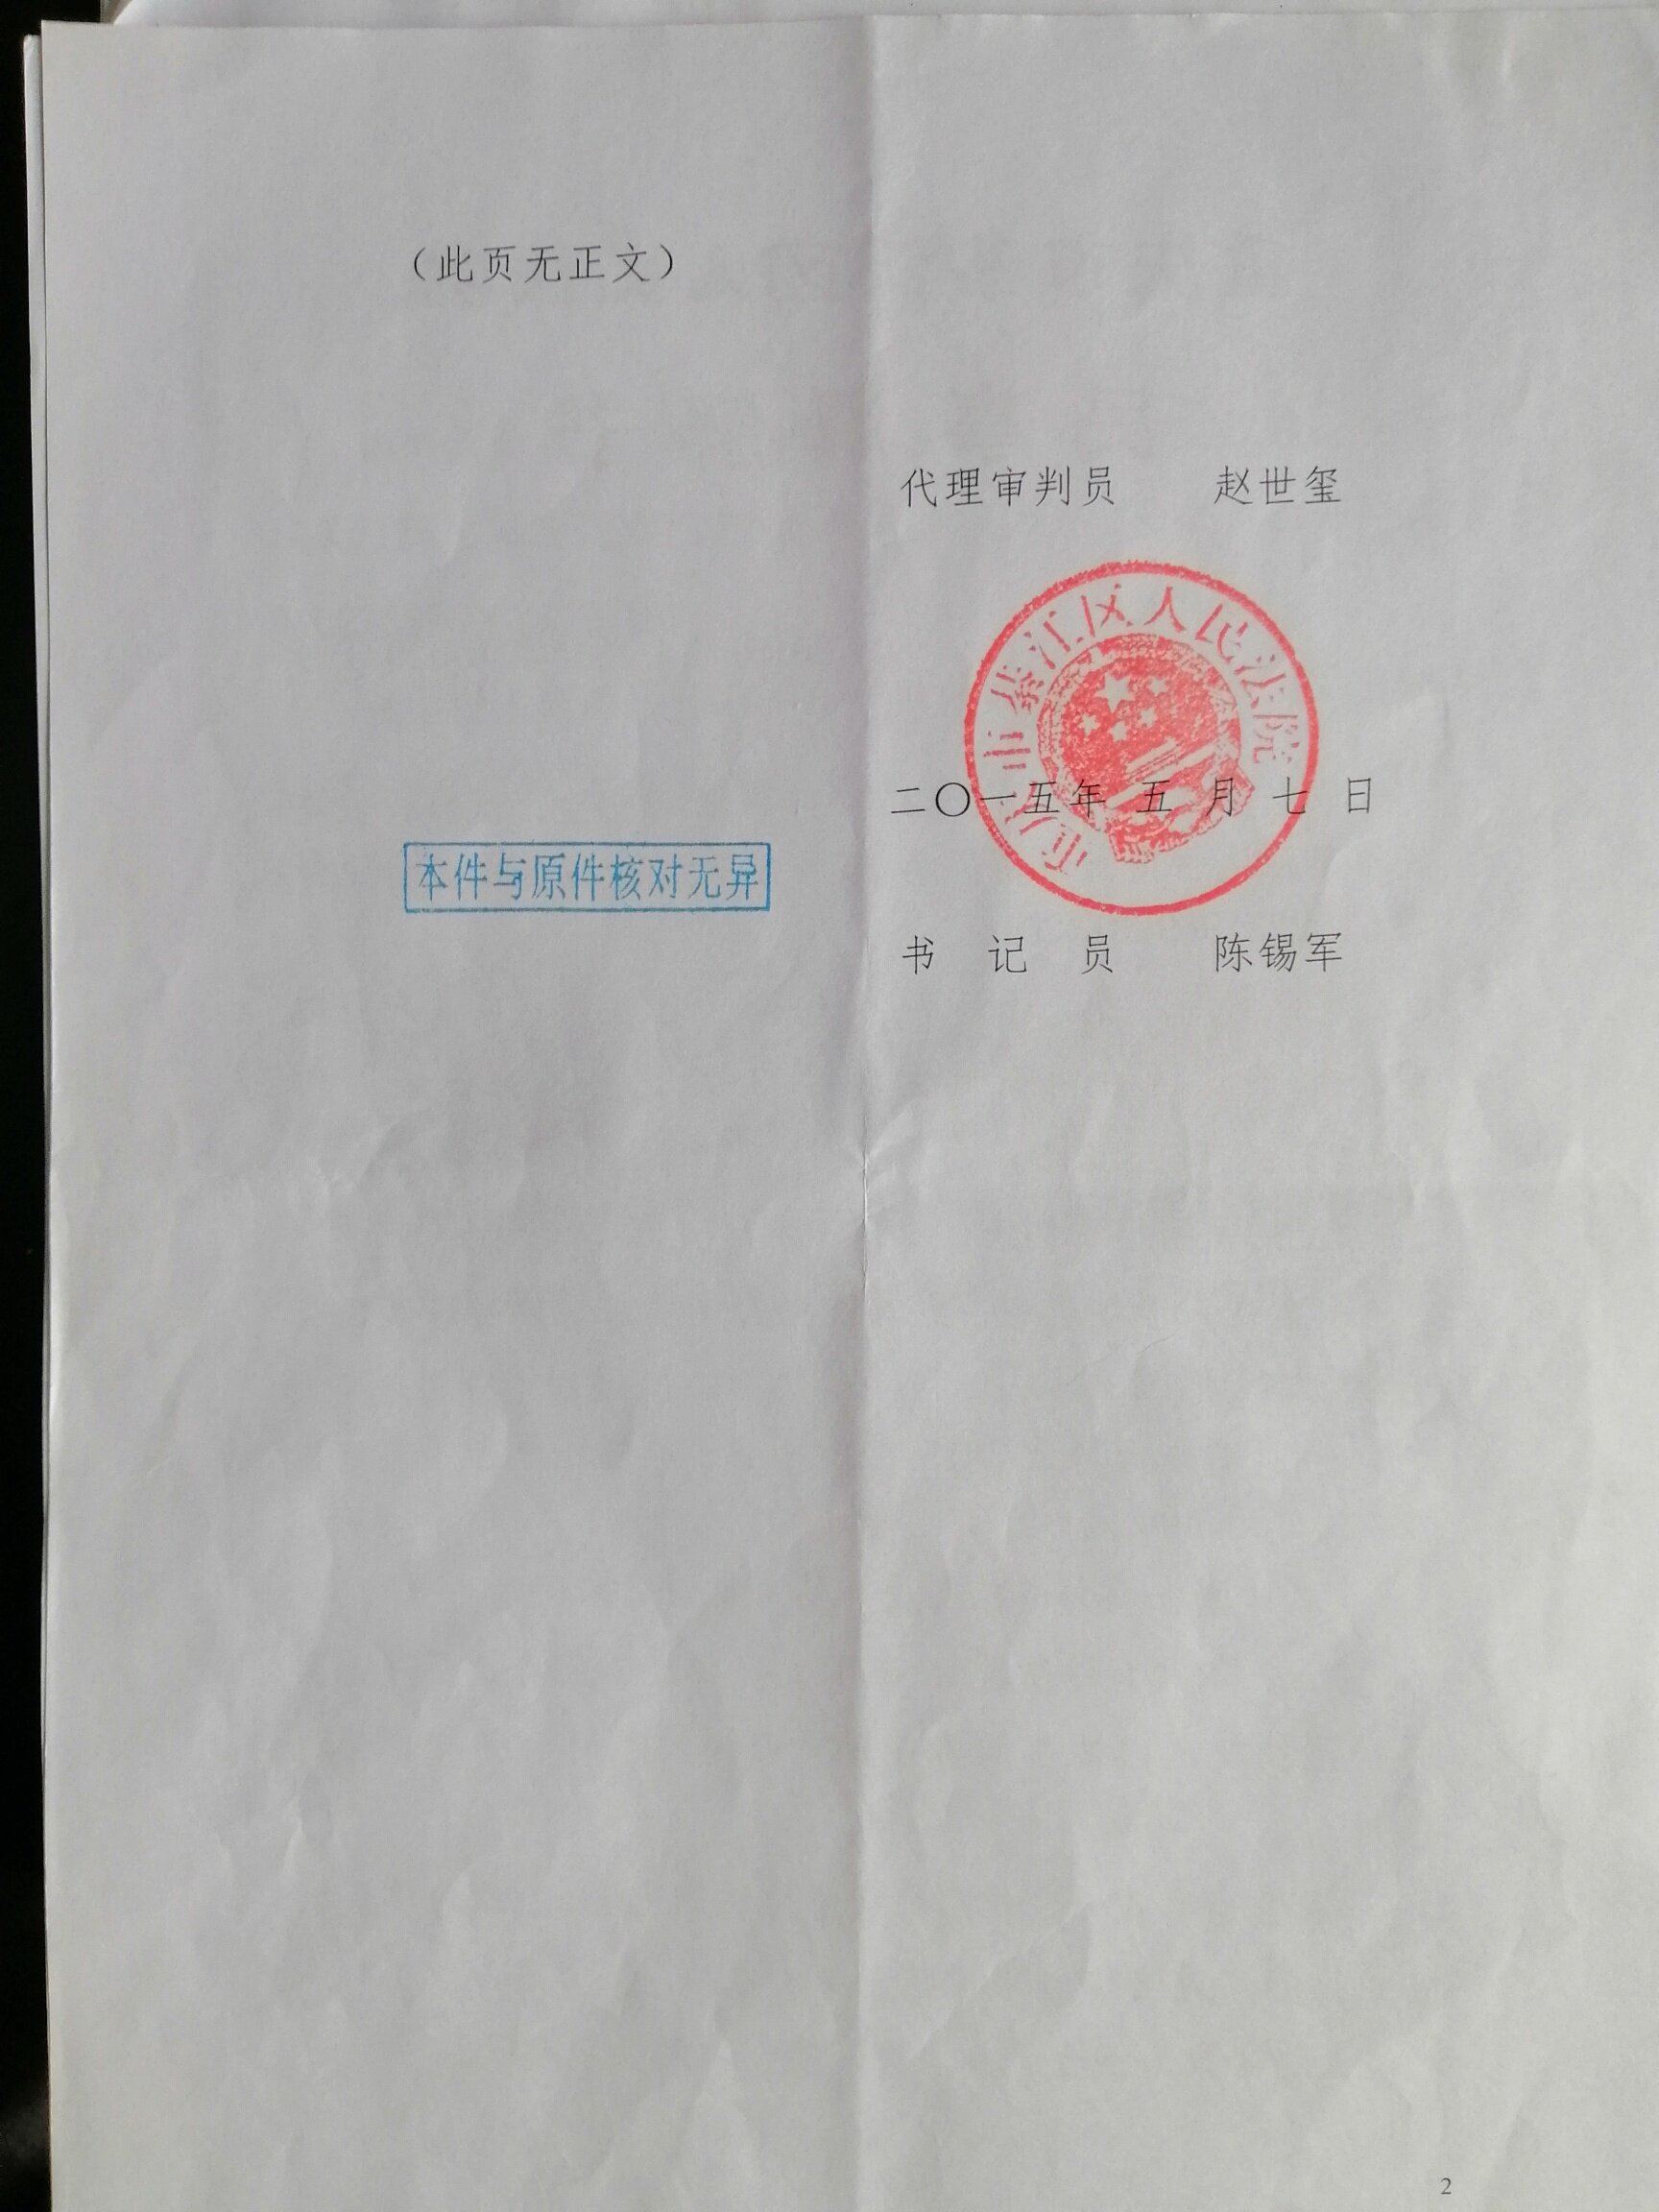 （此页无正文）
代理审判员 赵世玺
重庆市綦江区人民法院
二〇一五年 五 月 七 日
本件与原件核对无异
书 记 员 陈锡军
2